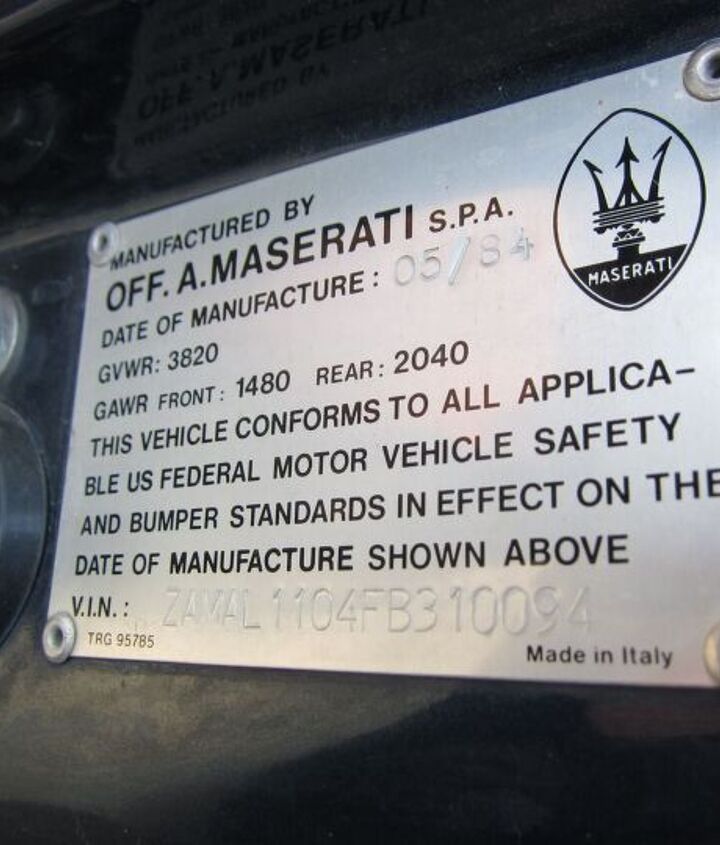 MANUFACTURED BY
OFF. A. MASERATI S.P.A.
DATE OF MANUFACTURE: 05/84
MASERATI
GVWR: 3820
GAWR FRONT: 1480 REAR: 2040
THIS VEHICLE CONFORMS TO ALL APPLICA-
BLE US FEDERAL MOTOR VEHICLE SAFETY
AND BUMPER STANDARDS IN EFFECT ON THE
DATE OF MANUFACTURE SHOWN ABOVE
V.I.N.: ZAMAL1104FB310094
TRG 95785
Made in Italy